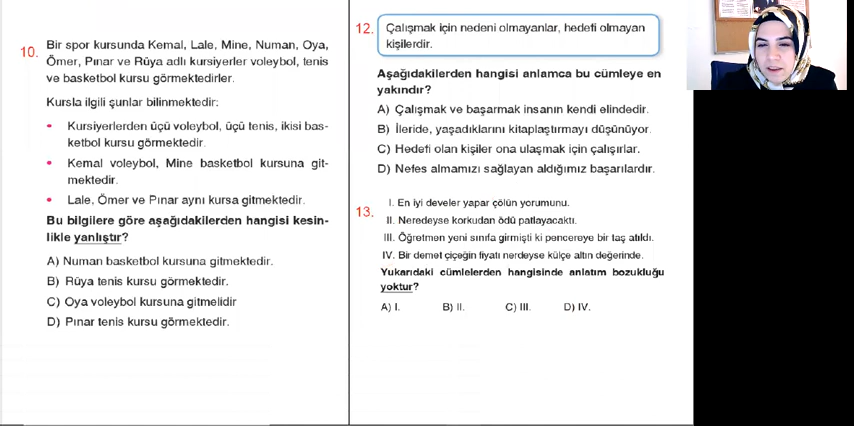 10.
Bir spor kursunda Kemal, Lale, Mine, Numan, Oya,
Ömer, Pınar ve Rüya adlı kursiyerler voleybol, tenis
ve basketbol kursu görmektedirler.
Kursla ilgili şunlar bilinmektedir:
• Kursiyerlerden üçü voleybol, üçü tenis, ikisi bas-
ketbol kursu görmektedir.
• Kemal voleybol, Mine basketbol kursuna git-
mektedir.
• Lale, Ömer ve Pınar aynı kursa gitmektedir.
Bu bilgilere göre aşağıdakilerden hangisi kesin-
likle yanlıştır?
A) Numan basketbol kursuna gitmektedir.
B) Rüya tenis kursu görmektedir.
C) Oya voleybol kursuna gitmelidir
D) Pınar tenis kursu görmektedir.
12.
Çalışmak için nedeni olmayanlar, hedefi olmayan
kişilerdir.
Aşağıdakilerden hangisi anlamca bu cümleye en
yakındır?
A) Çalışmak ve başarmak insanın kendi elindedir.
B) İleride, yaşadıklarını kitaplaştırmayı düşünüyor.
C) Hedefi olan kişiler ona ulaşmak için çalışırlar.
D) Nefes almamızı sağlayan aldığımız başarılardır.
13.
I. En iyi develer yapar çölün yorumunu.
II. Neredeyse korkudan ödü patlayacaktı.
III. Öğretmen yeni sınıfa girmişti ki pencereye bir taş atıldı.
IV. Bir demet çiçeğin fiyatı nerdeyse külçe altın değerinde.
Yukarıdaki cümlelerden hangisinde anlatım bozukluğu
yoktur?
A) I. B) II. C) III. D) IV.